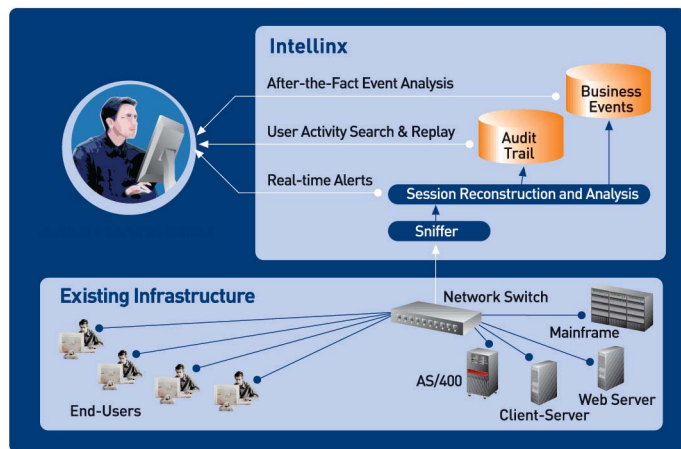 Intellinx
After-the-Fact Event Analysis
Business
Events
User Activity Search & Replay
Audit
Trail
Real-time Alerts
Session Reconstruction and Analysis
Sniffer
Existing Infrastructure
Network Switch
Mainframe
AS/400
Web Server
Client-Server
End-Users